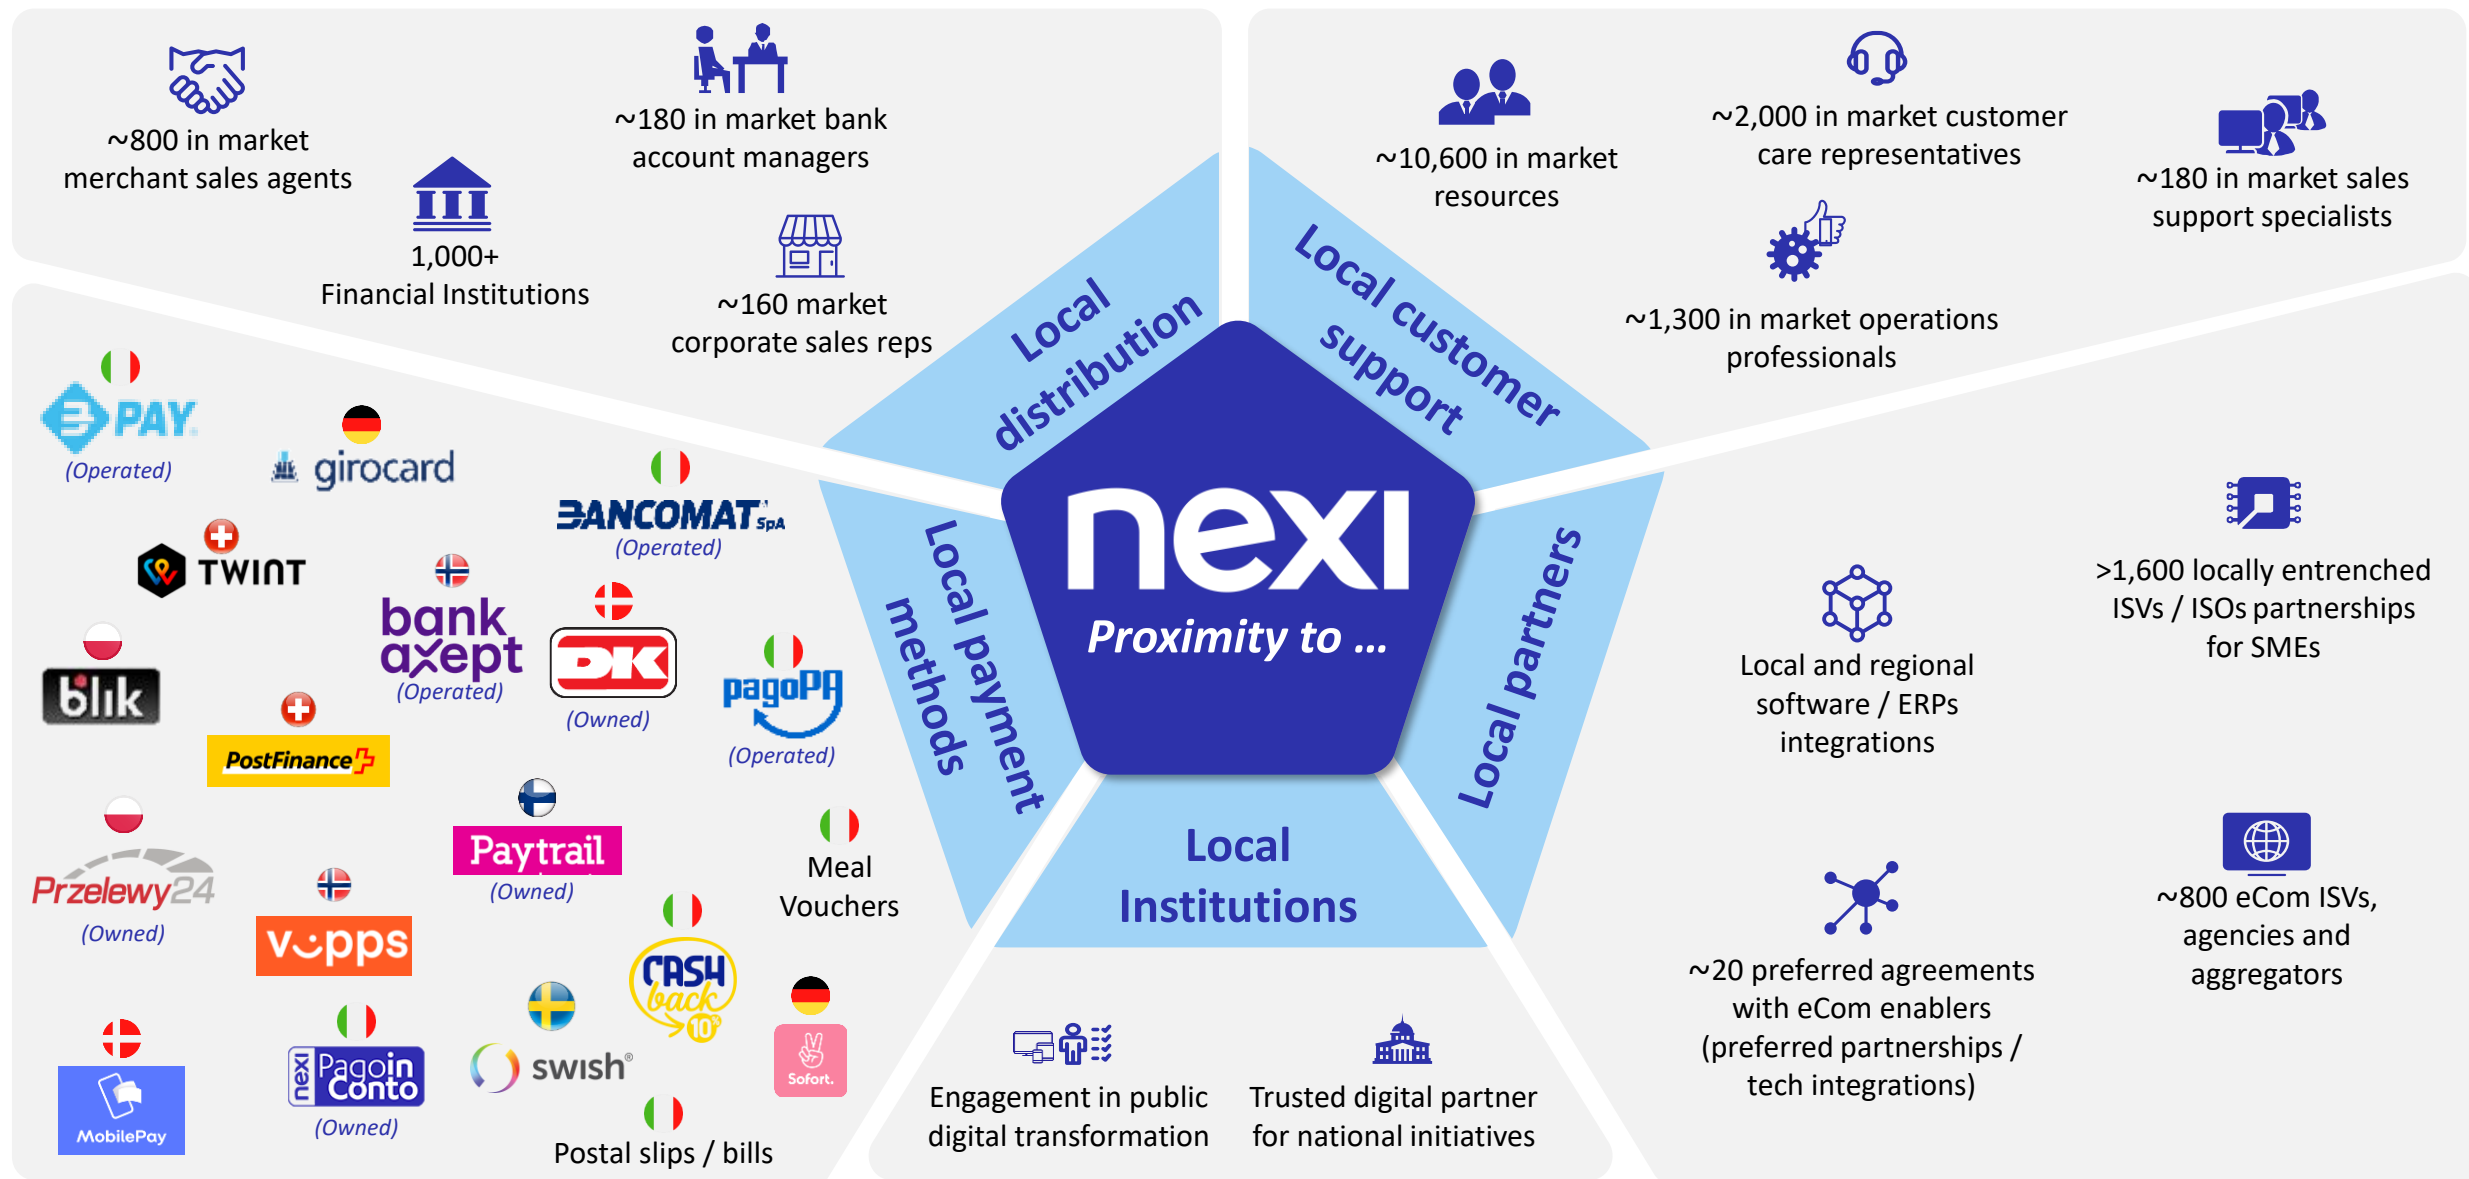 ~800 in market
merchant sales agents
1,000+
Financial Institutions
~180 in market bank
account managers
~160 market
corporate sales reps
Local
distribution
~10,600 in market
resources
~2,000 in market customer
care representatives
~180 in market sales
support specialists
~1,300 in market operations
professionals
Local customer
support
nexi
Proximity to ...
PAY
(Operated)
girocard
BANCOMAT SpA
(Operated)
TWINT
bank
axept
(Operated)
DK
(Owned)
pagoPA
(Operated)
blik
PostFinance
Przelewy24
(Owned)
Paytrail
(Owned)
Meal
Vouchers
vipps
CASH
back
10%
MobilePay
nexi
Pagoin
Conto
(Owned)
swish®
Sofort.
Postal slips / bills
Local payment
methods
Local
Institutions
Engagement in public
digital transformation
Trusted digital partner
for national initiatives
Local partners
Local and regional
software / ERPs
integrations
>1,600 locally entrenched
ISVs / ISOs partnerships
for SMEs
~20 preferred agreements
with eCom enablers
(preferred partnerships /
tech integrations)
~800 eCom ISVs,
agencies and
aggregators